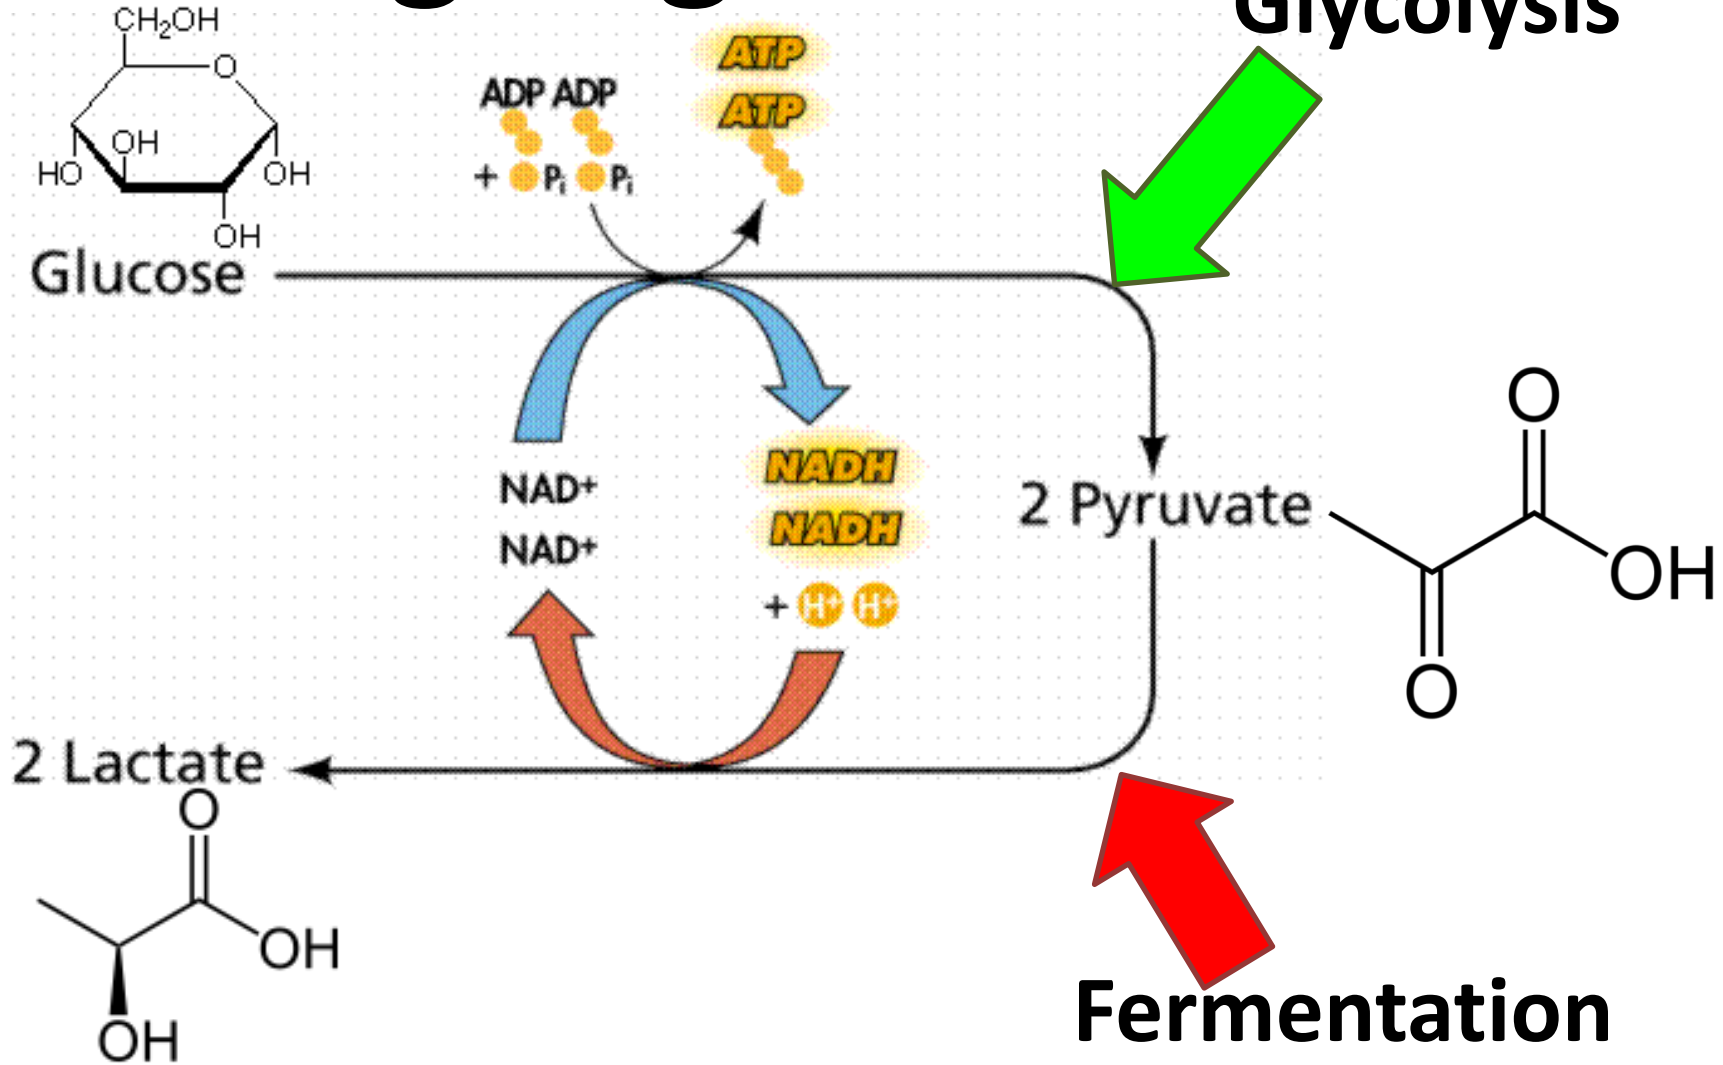 Glycolysis
CH₂OH
O
OH
HO
OH
OH
Glucose
ADP ADP
+ Pᵢ Pᵢ
ATP
ATP
NAD⁺
NAD⁺
NADH
NADH
+ H⁺ H⁺
2 Pyruvate
O
OH
O
2 Lactate
O
OH
OH
Fermentation